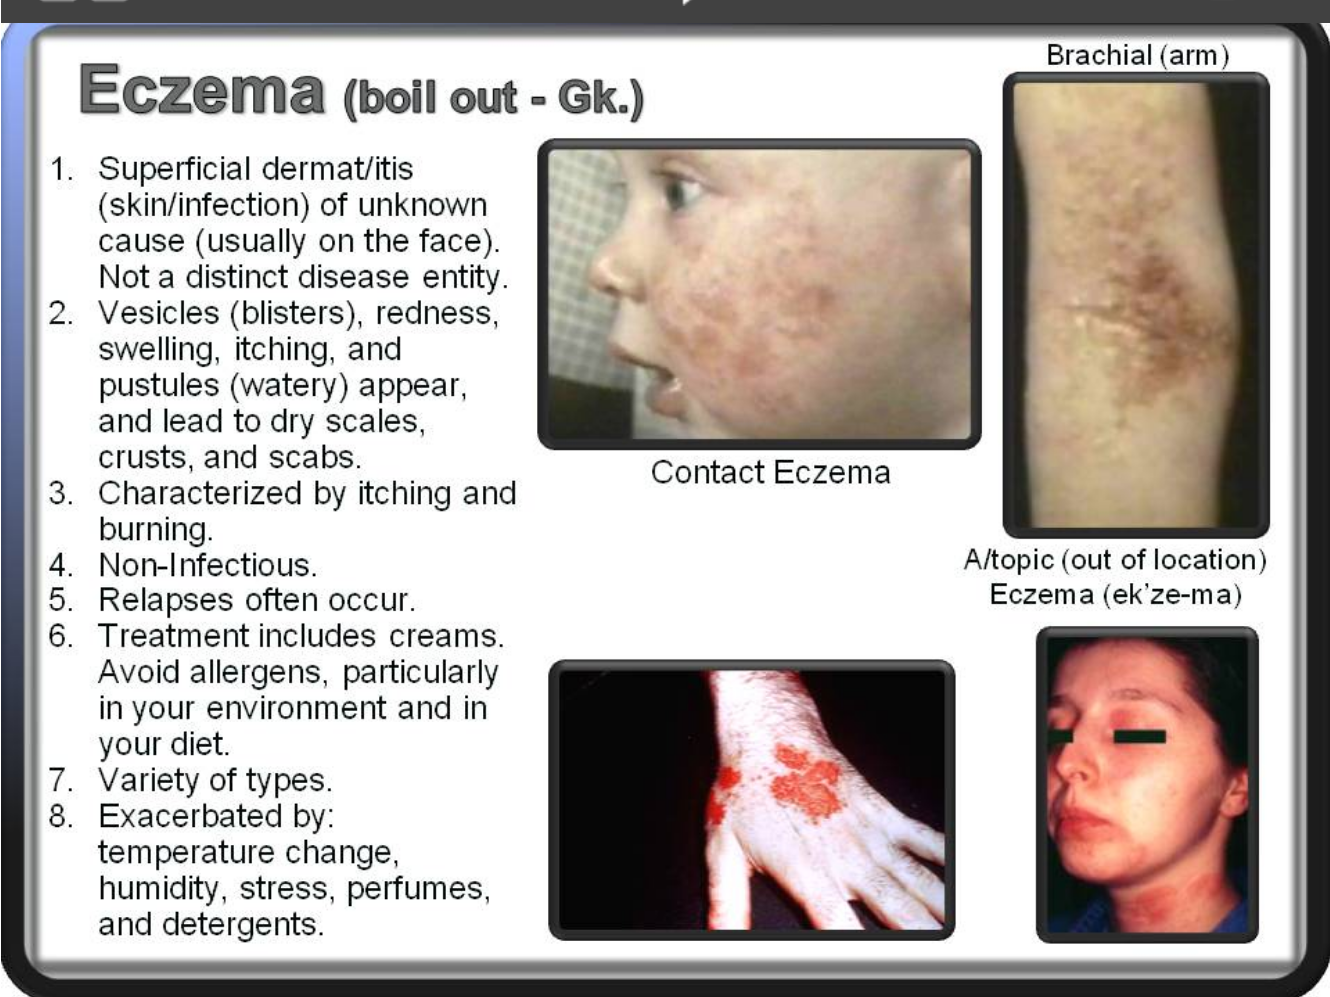 Eczema (boil out - Gk.)
1. Superficial dermat/itis
(skin/infection) of unknown
cause (usually on the face).
Not a distinct disease entity.
2. Vesicles (blisters), redness,
swelling, itching, and
pustules (watery) appear,
and lead to dry scales,
crusts, and scabs.
3. Characterized by itching and
burning.
4. Non-Infectious.
5. Relapses often occur.
6. Treatment includes creams.
Avoid allergens, particularly
in your environment and in
your diet.
7. Variety of types.
8. Exacerbated by:
temperature change,
humidity, stress, perfumes,
and detergents.
Contact Eczema
Brachial (arm)
A/topic (out of location)
Eczema (ek'ze-ma)